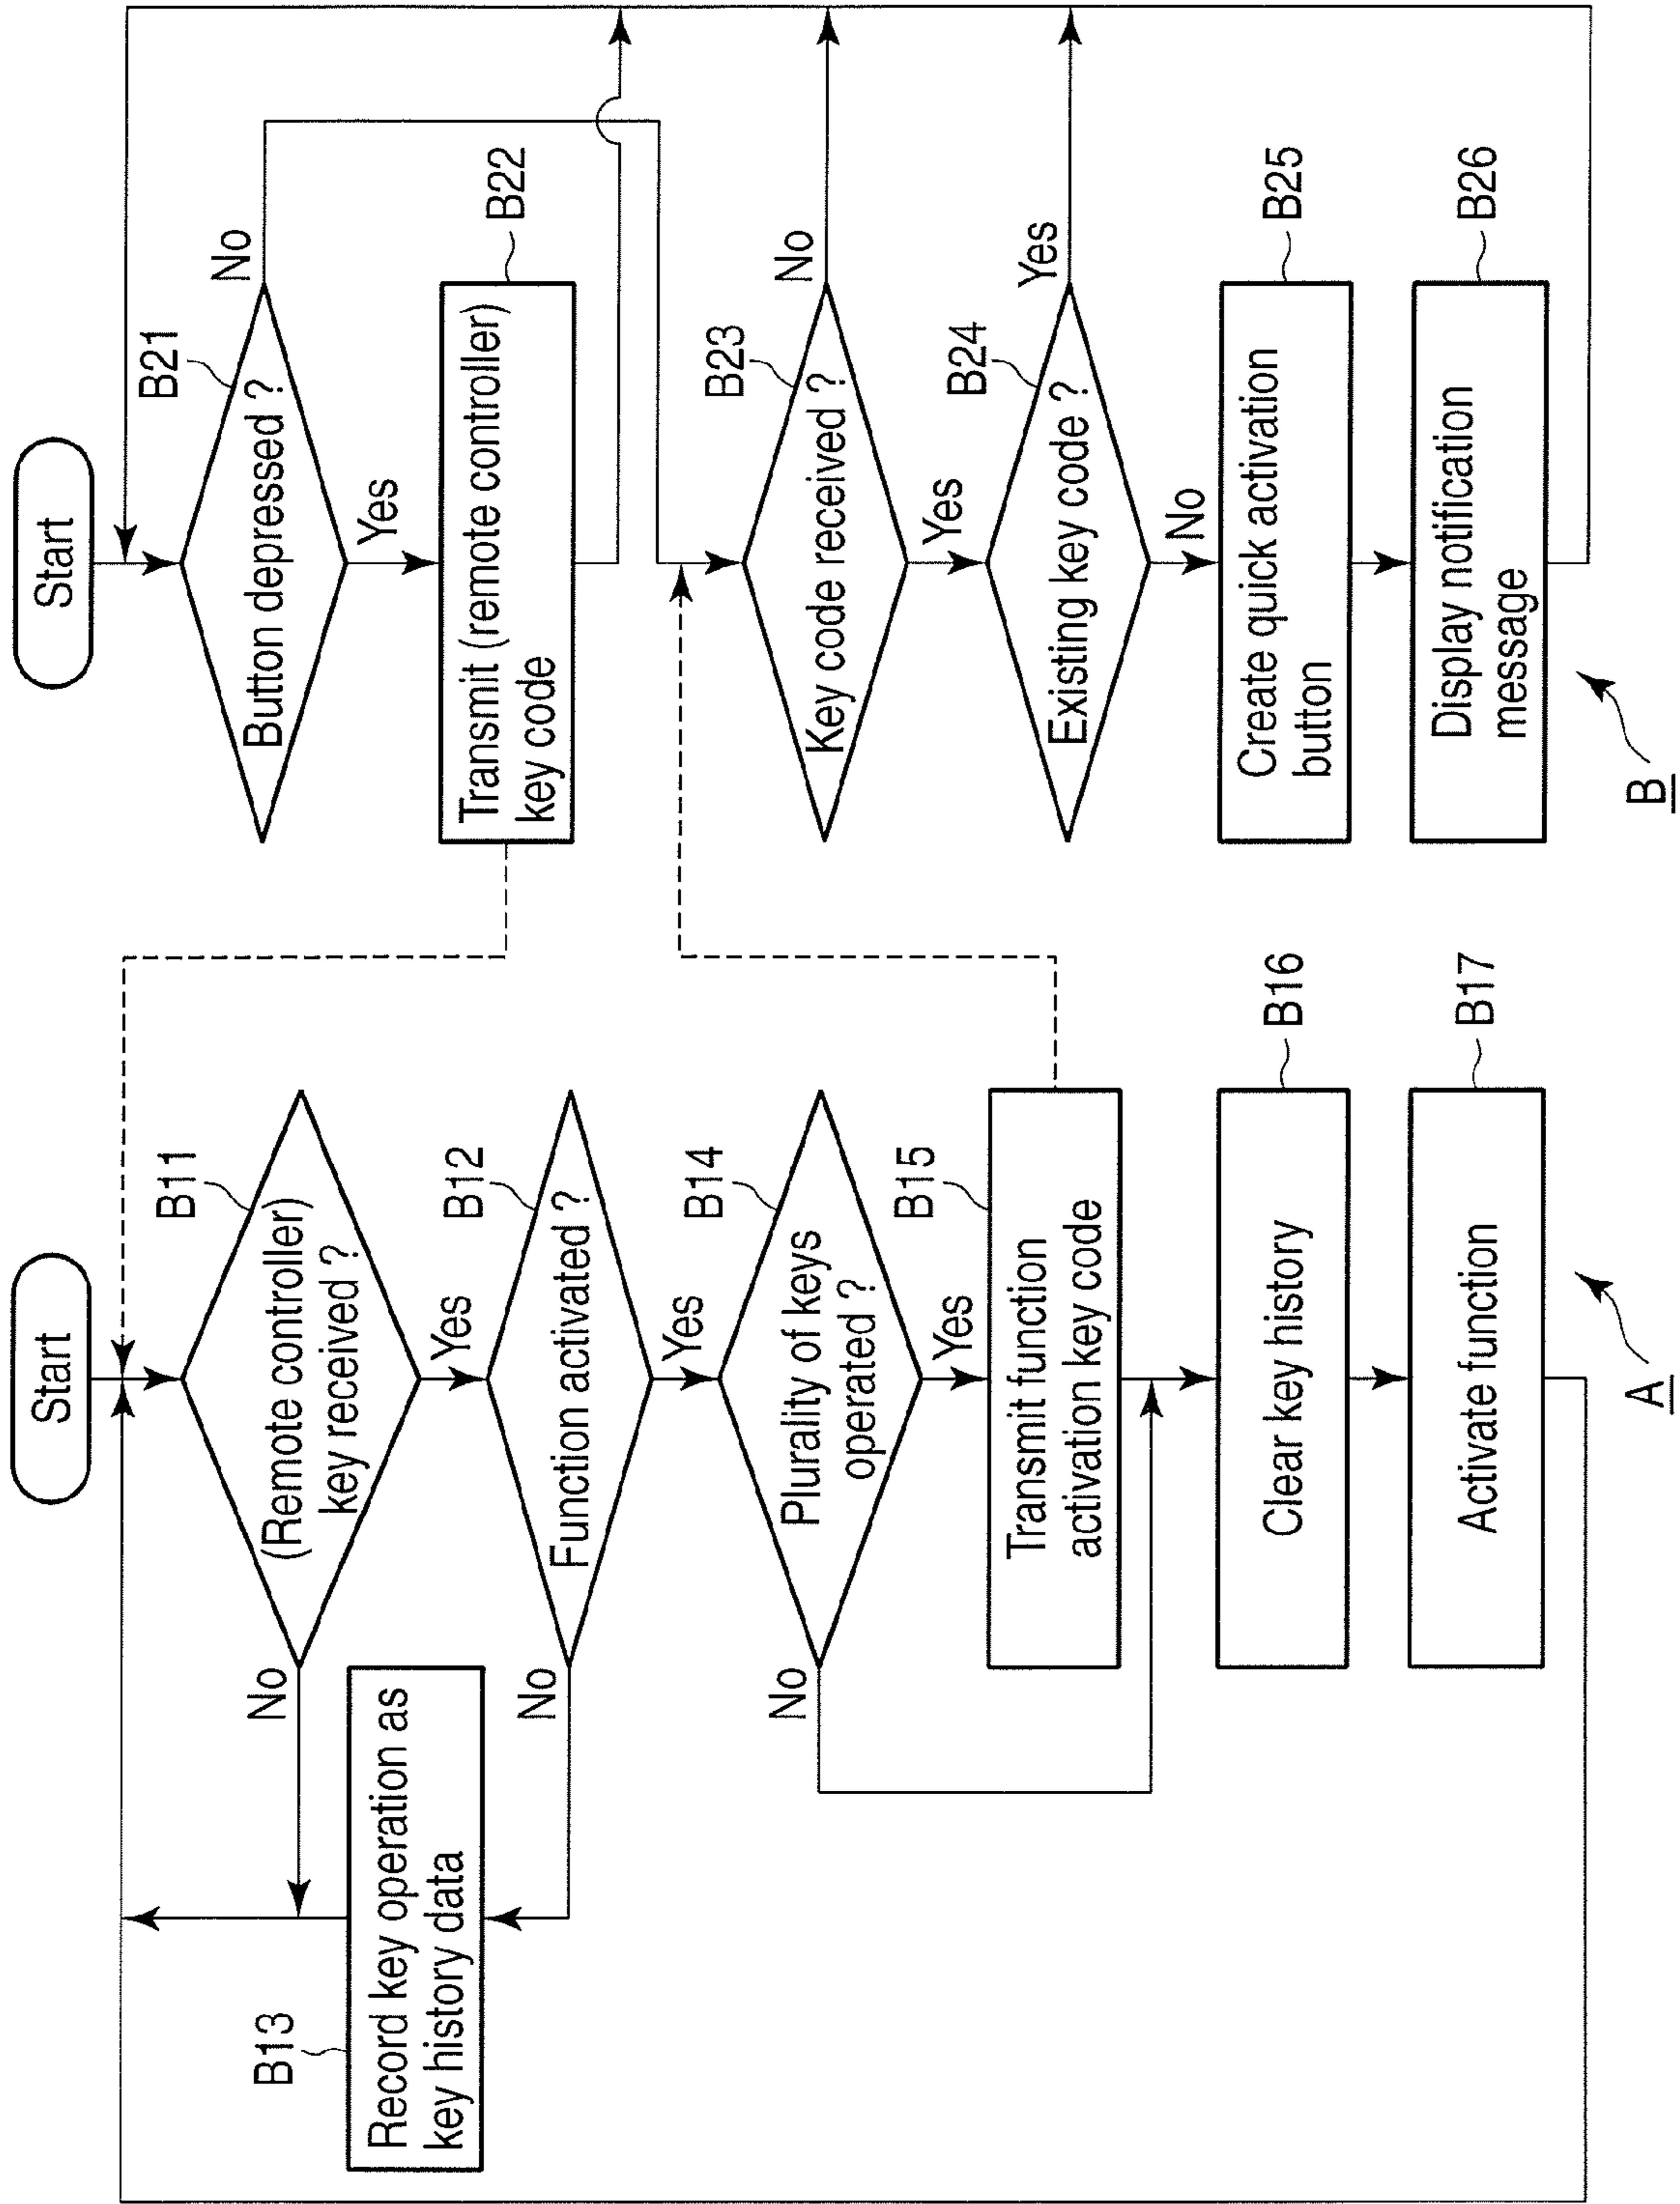 Start
B11
(Remote controller)
key received ?
No
Yes
B12
Function activated ?
No
Yes
B13
Record key operation as
key history data
B14
Plurality of keys
operated ?
No
Yes
B15
Transmit function
activation key code
B16
Clear key history
B17
Activate function
A
Start
B21
Button depressed ?
No
Yes
B22
Transmit (remote controller)
key code
B23
Key code received ?
No
Yes
B24
Existing key code ?
Yes
No
B25
Create quick activation
button
B26
Display notification
message
B